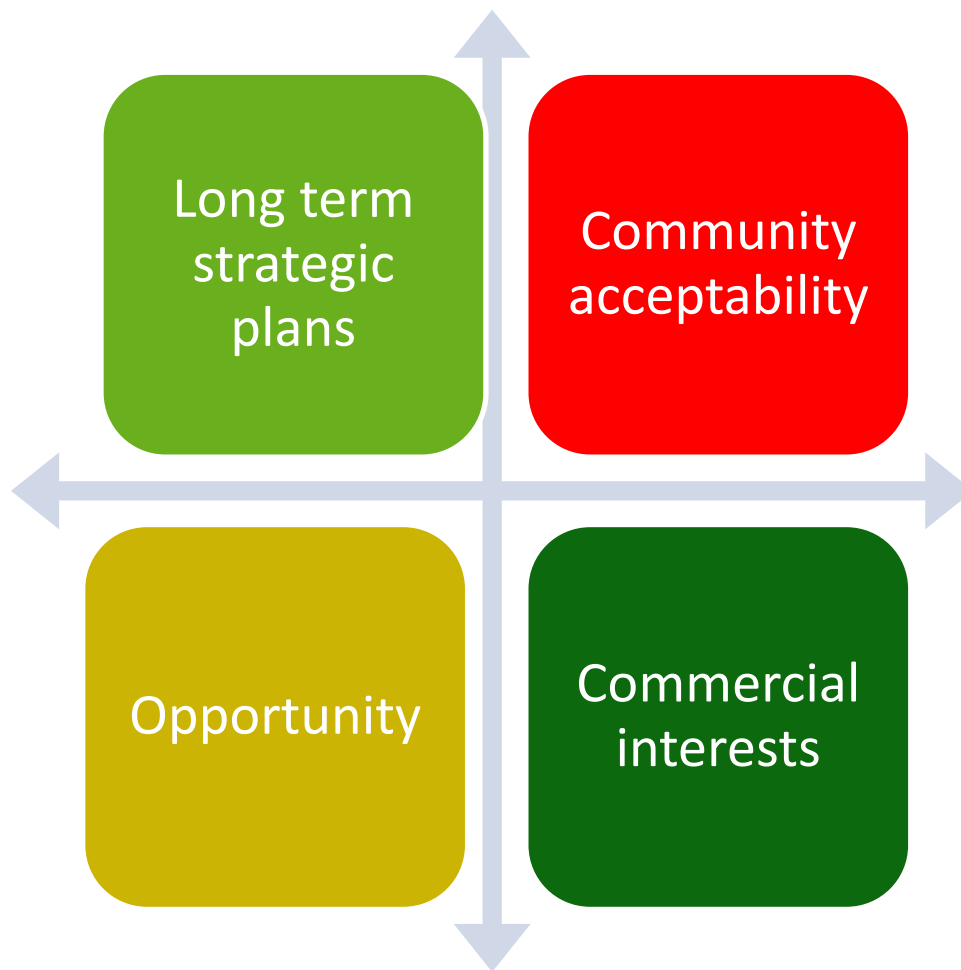 Long term
strategic
plans
Community
acceptability
Opportunity
Commercial
interests